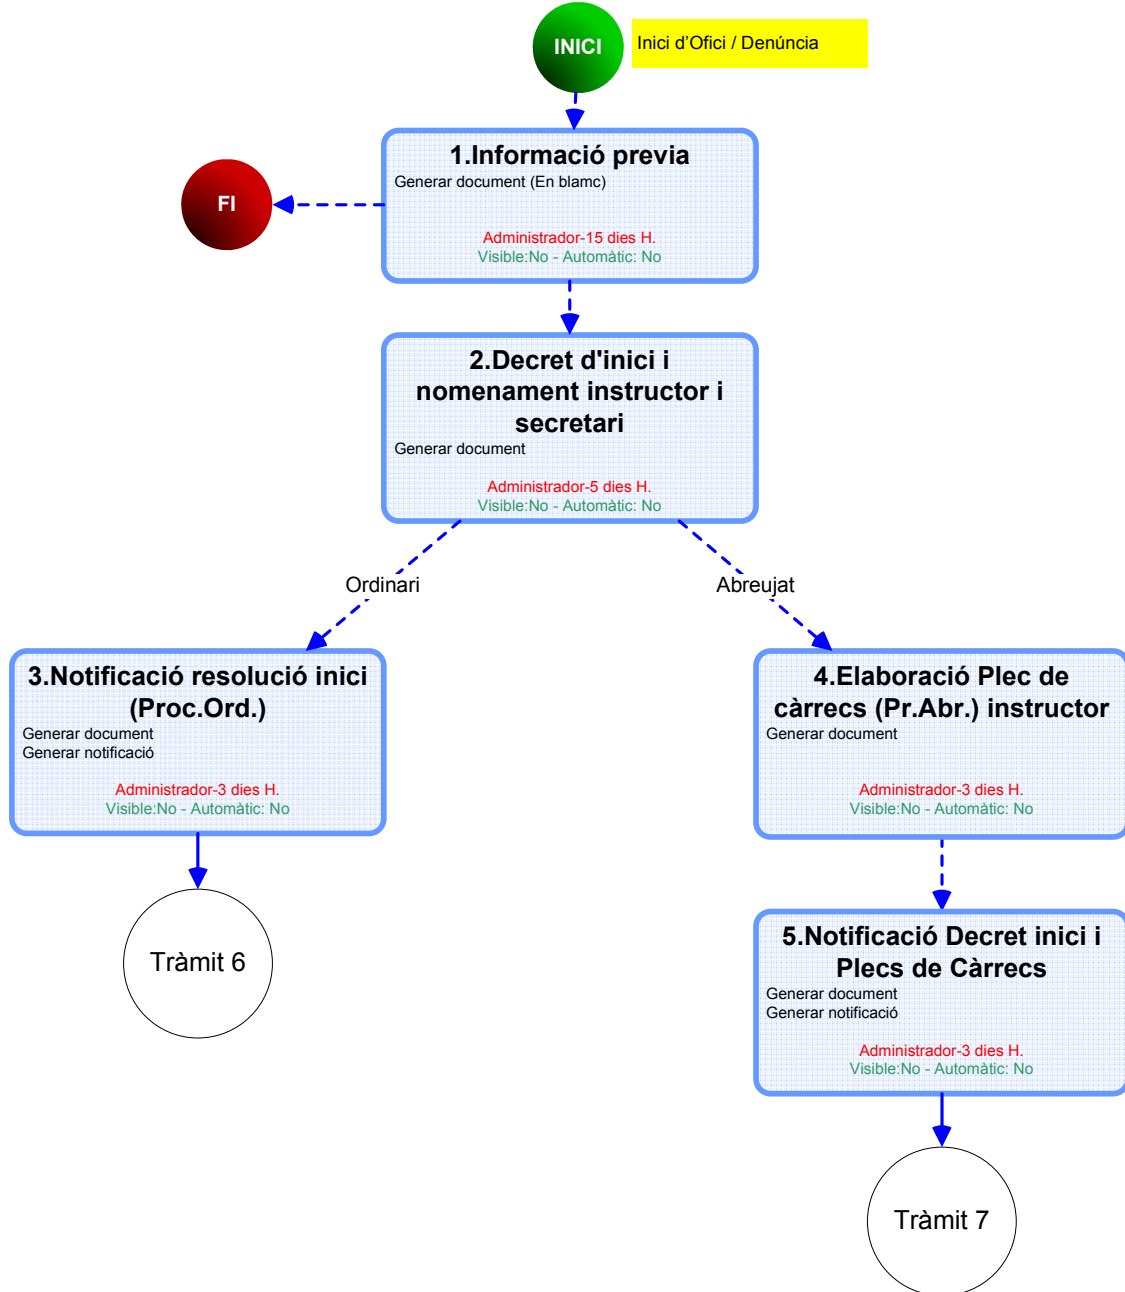 INICI
Inici d'Ofici / Denúncia
1.Informació previa
Generar document (En blamc)
Administrador-15 dies H.
Visible:No - Automàtic: No
FI
2.Decret d'inici i
nomenament instructor i
secretari
Generar document
Administrador-5 dies H.
Visible:No - Automàtic: No
Ordinari
Abreujat
3.Notificació resolució inici
(Proc.Ord.)
Generar document
Generar notificació
Administrador-3 dies H.
Visible:No - Automàtic: No
4.Elaboració Plec de
càrrecs (Pr.Abr.) instructor
Generar document
Administrador-3 dies H.
Visible:No - Automàtic: No
Tràmit 6
5.Notificació Decret inici i
Plecs de Càrrecs
Generar document
Generar notificació
Administrador-3 dies H.
Visible:No - Automàtic: No
Tràmit 7